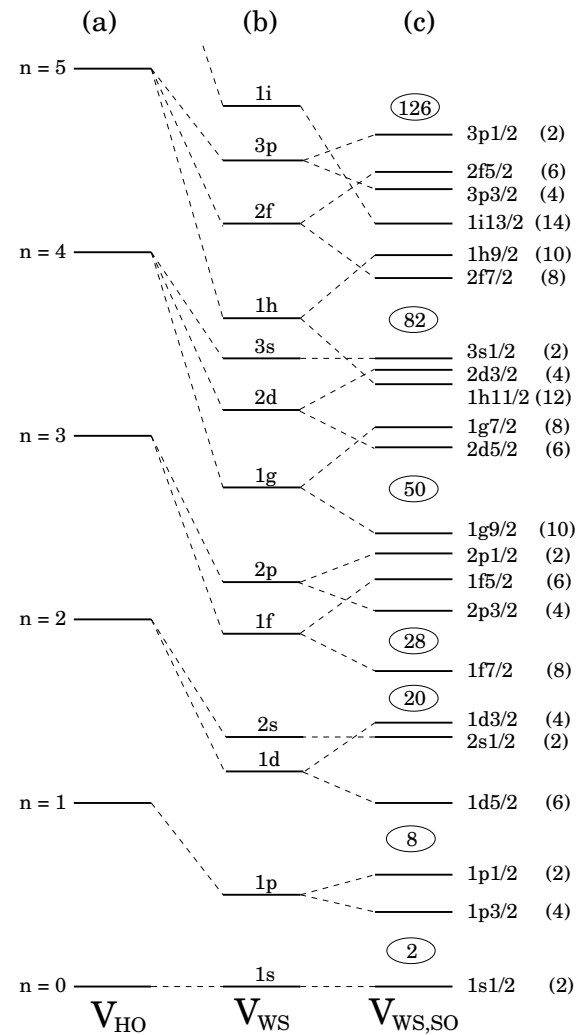 (a) (b) (c)
n = 5
1i
126
3p1/2 (2)
3p
2f5/2 (6)
3p3/2 (4)
2f
1i13/2 (14)
n = 4
1h9/2 (10)
2f7/2 (8)
1h
82
3s
3s1/2 (2)
2d3/2 (4)
1h11/2 (12)
2d
1g7/2 (8)
n = 3
2d5/2 (6)
1g
50
1g9/2 (10)
2p1/2 (2)
2p
1f5/2 (6)
2p3/2 (4)
n = 2
1f
28
1f7/2 (8)
20
2s
1d3/2 (4)
2s1/2 (2)
1d
n = 1
1d5/2 (6)
8
1p
1p1/2 (2)
1p3/2 (4)
2
n = 0
1s
1s1/2 (2)
V_HO V_WS V_WS,SO